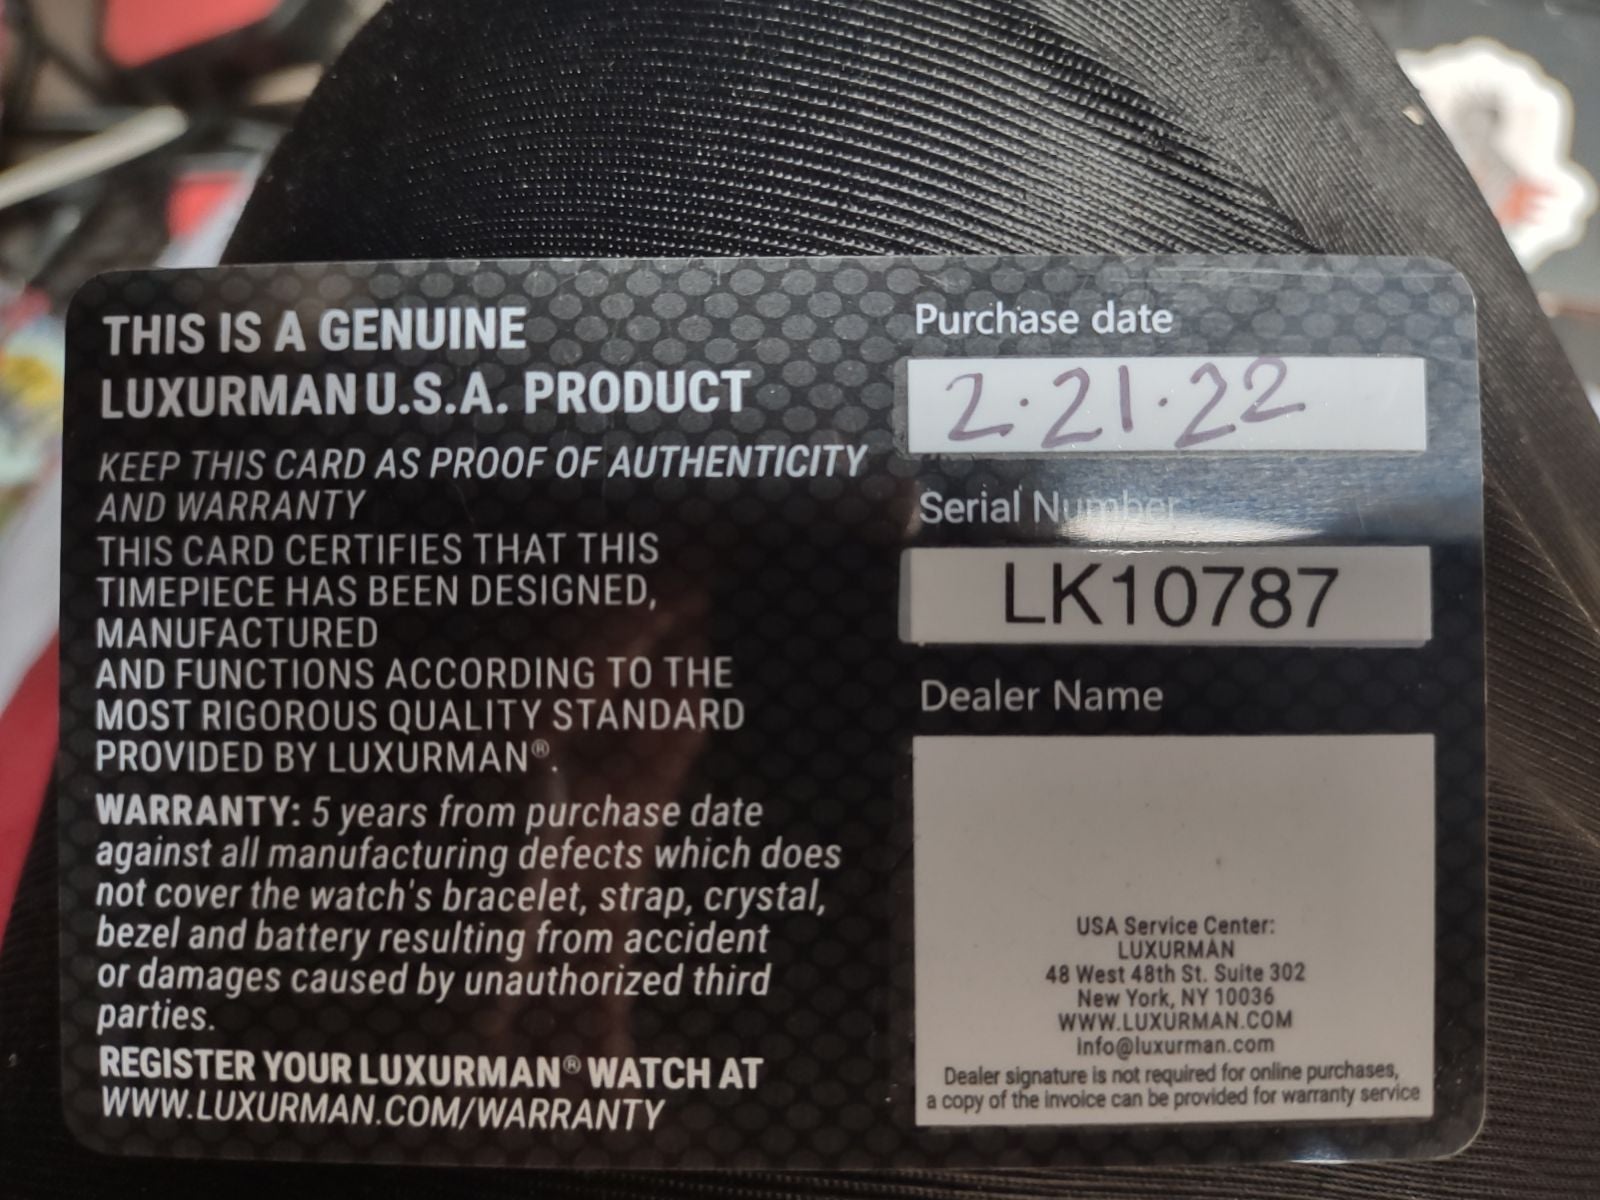 THIS IS A GENUINE
LUXURMAN U.S.A. PRODUCT
KEEP THIS CARD AS PROOF OF AUTHENTICITY
AND WARRANTY
THIS CARD CERTIFIES THAT THIS
TIMEPIECE HAS BEEN DESIGNED,
MANUFACTURED
AND FUNCTIONS ACCORDING TO THE
MOST RIGOROUS QUALITY STANDARD
PROVIDED BY LUXURMAN®.
WARRANTY: 5 years from purchase date
against all manufacturing defects which does
not cover the watch's bracelet, strap, crystal,
bezel and battery resulting from accident
or damages caused by unauthorized third
parties.
REGISTER YOUR LUXURMAN® WATCH AT
WWW.LUXURMAN.COM/WARRANTY
Purchase date
2·21·22
Serial Number
LK10787
Dealer Name
USA Service Center:
LUXURMAN
48 West 48th St. Suite 302
New York, NY 10036
WWW.LUXURMAN.COM
info@luxurman.com
Dealer signature is not required for online purchases,
a copy of the invoice can be provided for warranty service